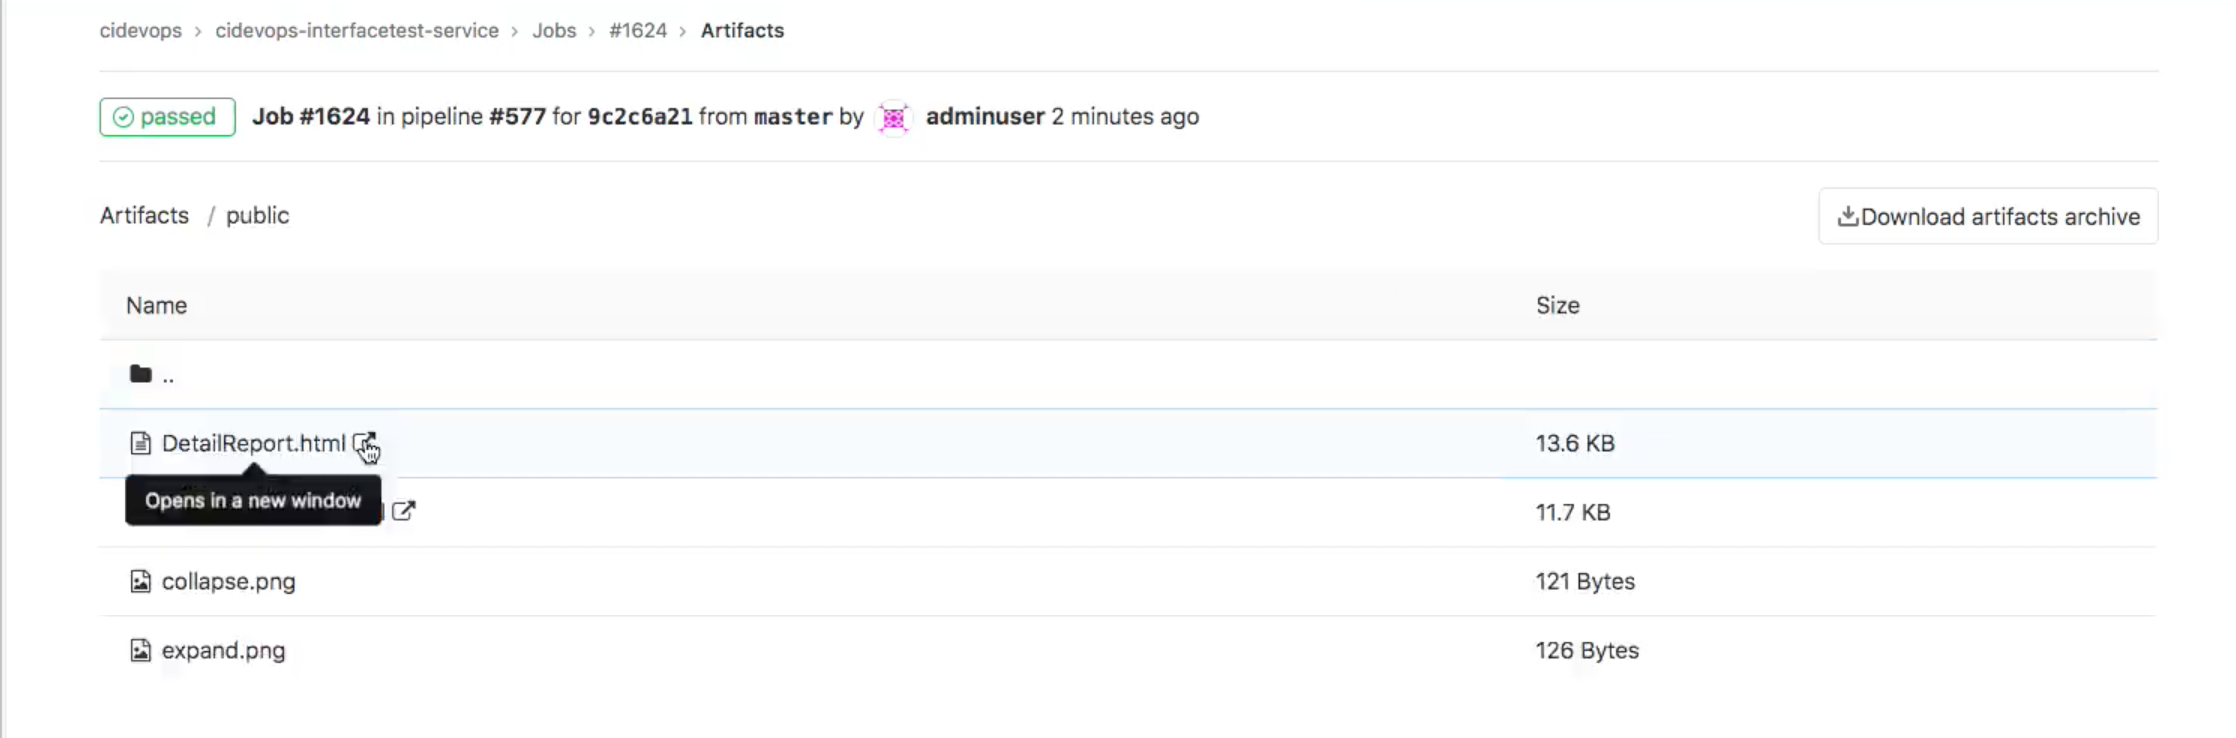 cidevops › cidevops-interfacetest-service › Jobs › #1624 › Artifacts
passed Job #1624 in pipeline #577 for 9c2c6a21 from master by adminuser 2 minutes ago
Artifacts / public
Download artifacts archive
Name Size
..
DetailReport.html 13.6 KB
Opens in a new window 11.7 KB
collapse.png 121 Bytes
expand.png 126 Bytes